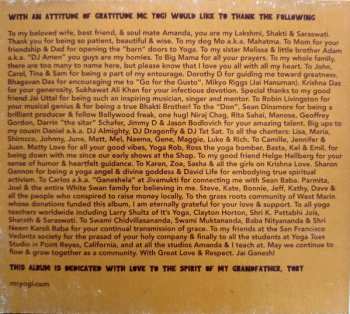 WITH AN ATTITUDE OF GRATITUDE MC YOGI WOULD LIKE TO THANK THE FOLLOWING
To my beloved wife, best friend, & soul mate Amanda, you are my Lakshmi, Shakti & Saraswati.
Thank you for being so patient, beautiful & wise. To my dog Mo a.k.a. Mahatma. To Mom for your
friendship & Dad for opening the "barn" doors to Yoga. To my sister Melissa & little brother Adam
a.k.a. "DJ Amen" you guys are my homies. To Big Mama for all your prayers. To my whole family,
there are too many to name here, but please know that I love you with all my heart. To John,
Carol, Tina & Sam for being a part of my entourage. Dorothy D for guiding me toward greatness.
Bhagavan Das for encouraging me to "Go for the Gusto". Mikyo Riggs (Jai Hanuman). Krishna Das
for your generosity, Sukhawat Ali Khan for your infectious devotion. Special thanks to my good
friend Jai Uttal for being such an inspiring musician, singer and mentor. To Robin Livingston for
your musical genius & for being a true Bhakti Brother! To the "Don", Sean Dinsmore for being a
brilliant producer & fellow Bollywood freak, one hug! Niraj Chag, Rita Sahai, Manose, Geoffrey
Gordon, Darren "the sitar" Schafer, Jimmy D & Jason Bodlovich for your amazing talent. Big ups to
my cousin Daniel a.k.a. DJ Almighty, DJ Dragonfly & DJ Tat Sat. To all the chanters: Lisa, Maria,
Shimoza, Johnny, June, Matt, Mel, Neema, Gene, Maggie, Luke & Rich. To Camille, Jennifer &
Juan. Matty Love for all your good vibes, Yoga Rob, Ross the yoga bomber, Basta, Kel & Emil, for
being down with me since our early shows at the Shop. To my good friend Helge Hellberg for your
sense of humor & heartfelt guidance. To Karen, Zoe, Sasha & all the girls on Krishna Love. Sharon
Gannon for being a yoga angel & divine goddess & David Life for embodying true spiritual
activism. To Carlos a.k.a. "Ganeshela" at Jivamukti for connecting me with Sean Baba. Parmita,
Joel & the entire White Swan family for believing in me. Steve, Kate, Bonnie, Jeff, Kathy, Dave &
all the people who conspired to raise money locally. To the grass roots community of West Marin
whose donations funded this album, I am eternally grateful for your love & support. To all yoga
teachers worldwide including Larry Shultz of It's Yoga, Clayton Horton, Shri K. Pattabhi Jois,
Sharath & Saraswati. To Swami Chidvilasananda, Swami Muktananda, Baba Nityananda & Shri
Neem Karoli Baba for your continual transmission of grace. To my friends at the San Francisco
Vedanta society for the prasad of your holy company & finally to all the students at Yoga Toes
Studio in Point Reyes, California, and at all the studios Amanda & I teach at. May we continue to
flow & grow together as a community. With Great Love & Respect. Jai Ganesh!
THIS ALBUM IS DEDICATED WITH LOVE TO THE SPIRIT OF MY GRANDFATHER, TOBY
mcyogi.com